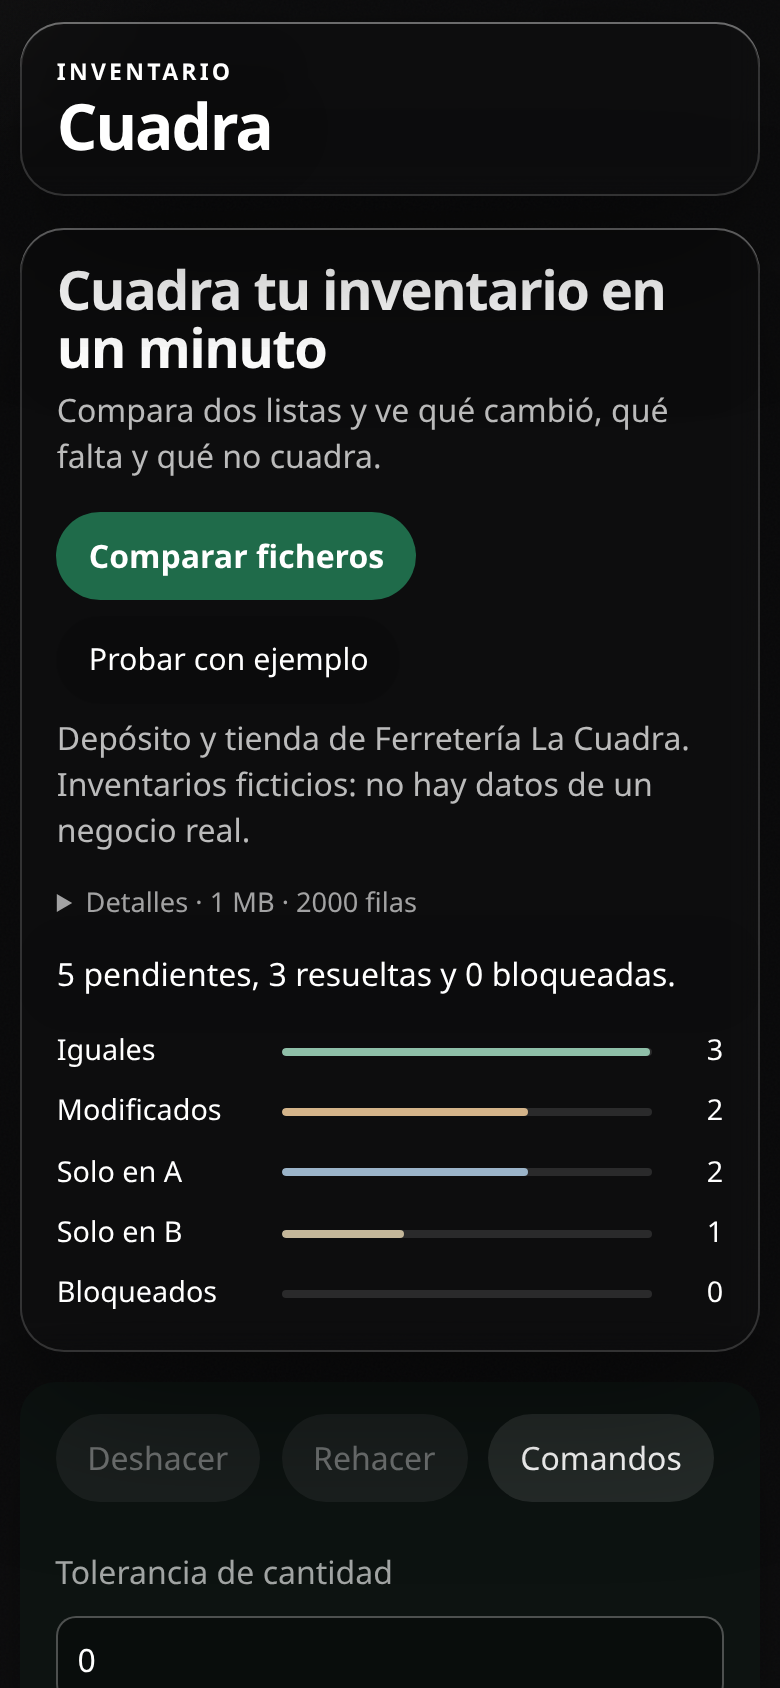 INVENTARIO
Cuadra
Cuadra tu inventario en
un minuto
Compara dos listas y ve qué cambió, qué
falta y qué no cuadra.
Comparar ficheros
Probar con ejemplo
Depósito y tienda de Ferretería La Cuadra.
Inventarios ficticios: no hay datos de un
negocio real.
▶ Detalles · 1 MB · 2000 filas
5 pendientes, 3 resueltas y 0 bloqueadas.
Iguales 3
Modificados 2
Solo en A 2
Solo en B 1
Bloqueados 0
Deshacer Rehacer Comandos
Tolerancia de cantidad
0